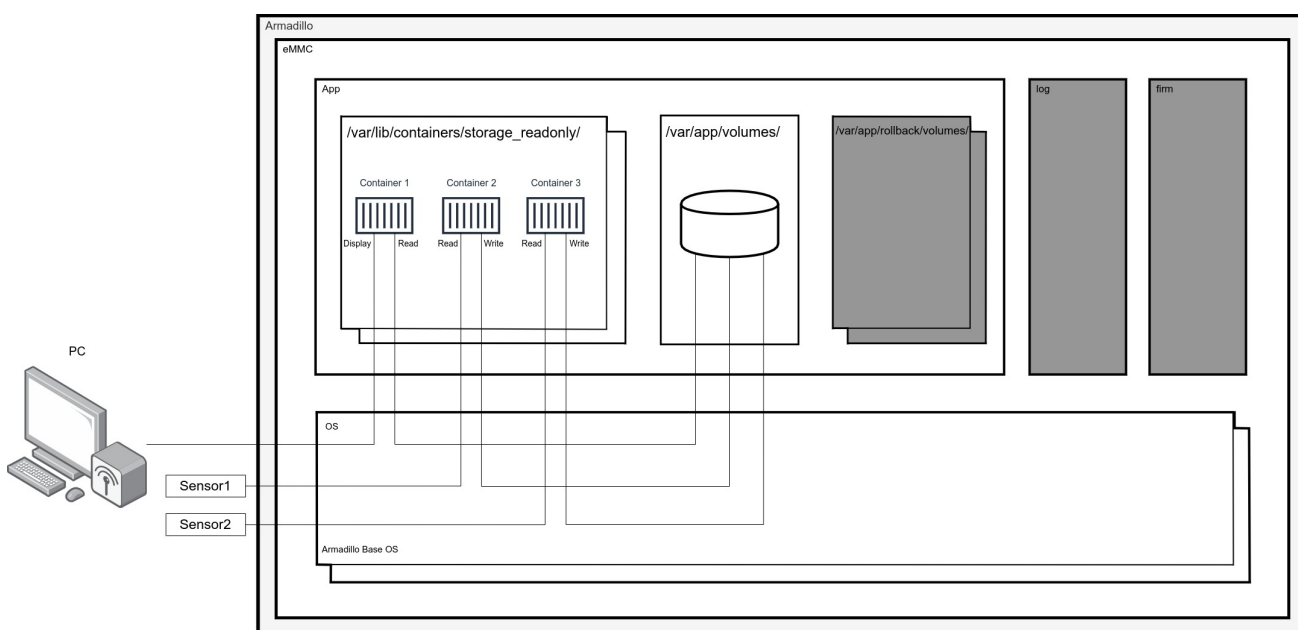 Armadillo
eMMC
App
log
firm
/var/lib/containers/storage_readonly/
/var/app/volumes/
/var/app/rollback/volumes/
Container 1
Container 2
Container 3
Display
Read
Read
Write
Read
Write
PC
OS
Sensor1
Sensor2
Armadillo Base OS